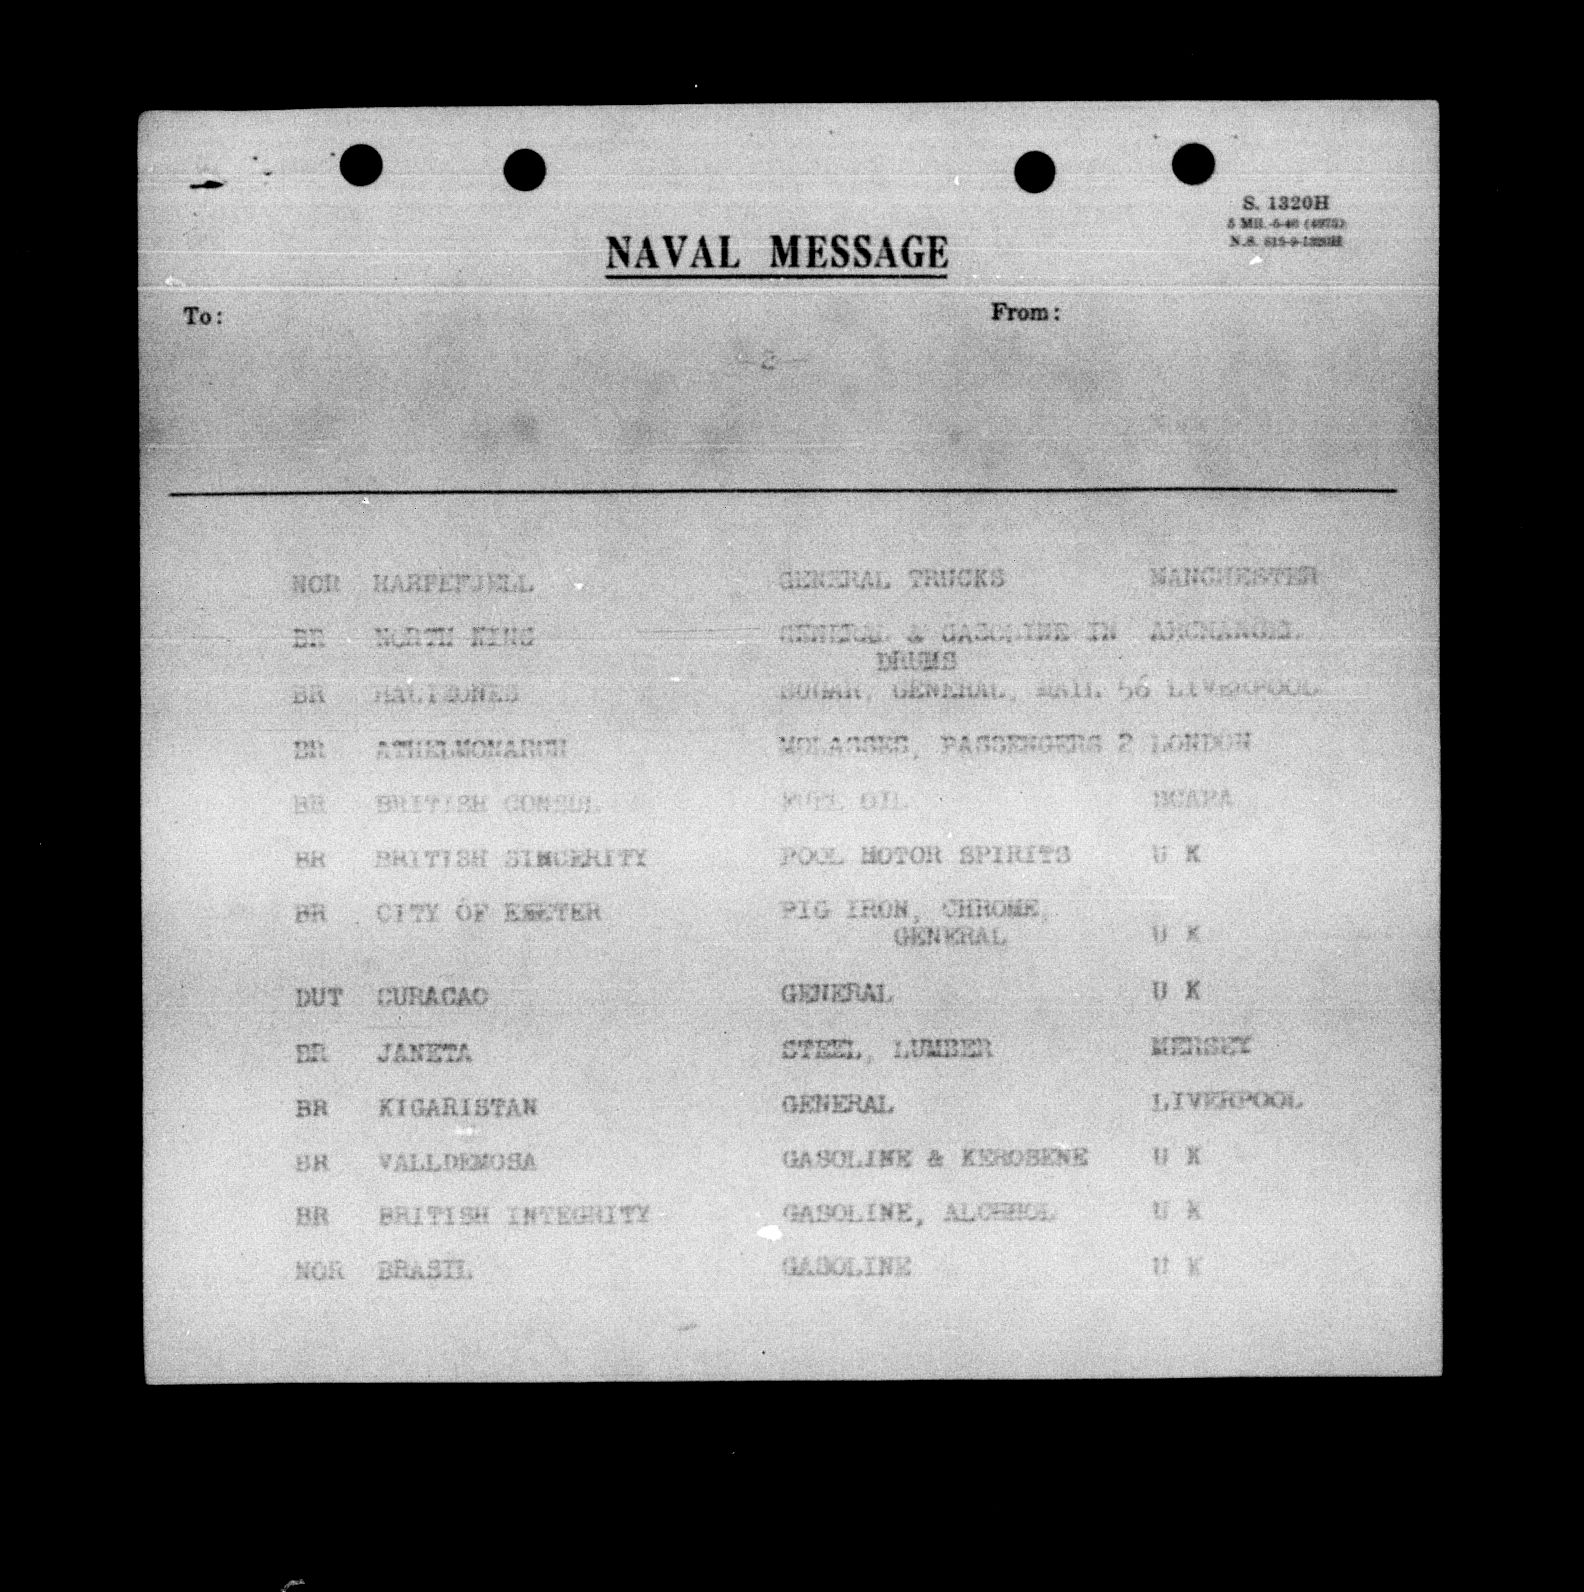 S. 1320H
NAVAL MESSAGE
To:
From:
—2—
NOR HARPEFJELL GENERAL TRUCKS MANCHESTER
BR NORTH KING GENERAL & GASOLINE IN ARCHANGEL
DRUMS
BR SUGAR, GENERAL, MAIL 56 LIVERPOOL
BR ATHELMONARCH MOLASSES, PASSENGERS 2 LONDON
BR BRITISH CONSUL FUEL OIL SCAPA
BR BRITISH SINCERITY POOL MOTOR SPIRITS U K
BR CITY OF EXETER PIG IRON, CHROME,
GENERAL U K
DUT CURACAO GENERAL U K
BR JANETA STEEL, LUMBER MERSEY
BR KIGARISTAN GENERAL LIVERPOOL
BR VALLDEMOSA GASOLINE & KEROSENE U K
BR BRITISH INTEGRITY GASOLINE, ALCOHOL U K
NOR BRASIL GASOLINE U K